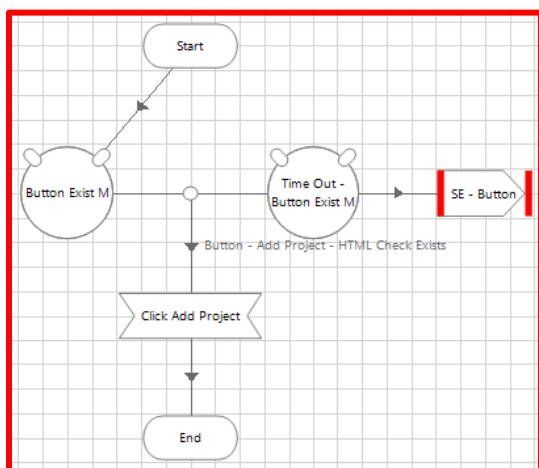 Start
Button Exist M
Time Out -
Button Exist M
SE - Button
Button - Add Project - HTML Check Exists
Click Add Project
End